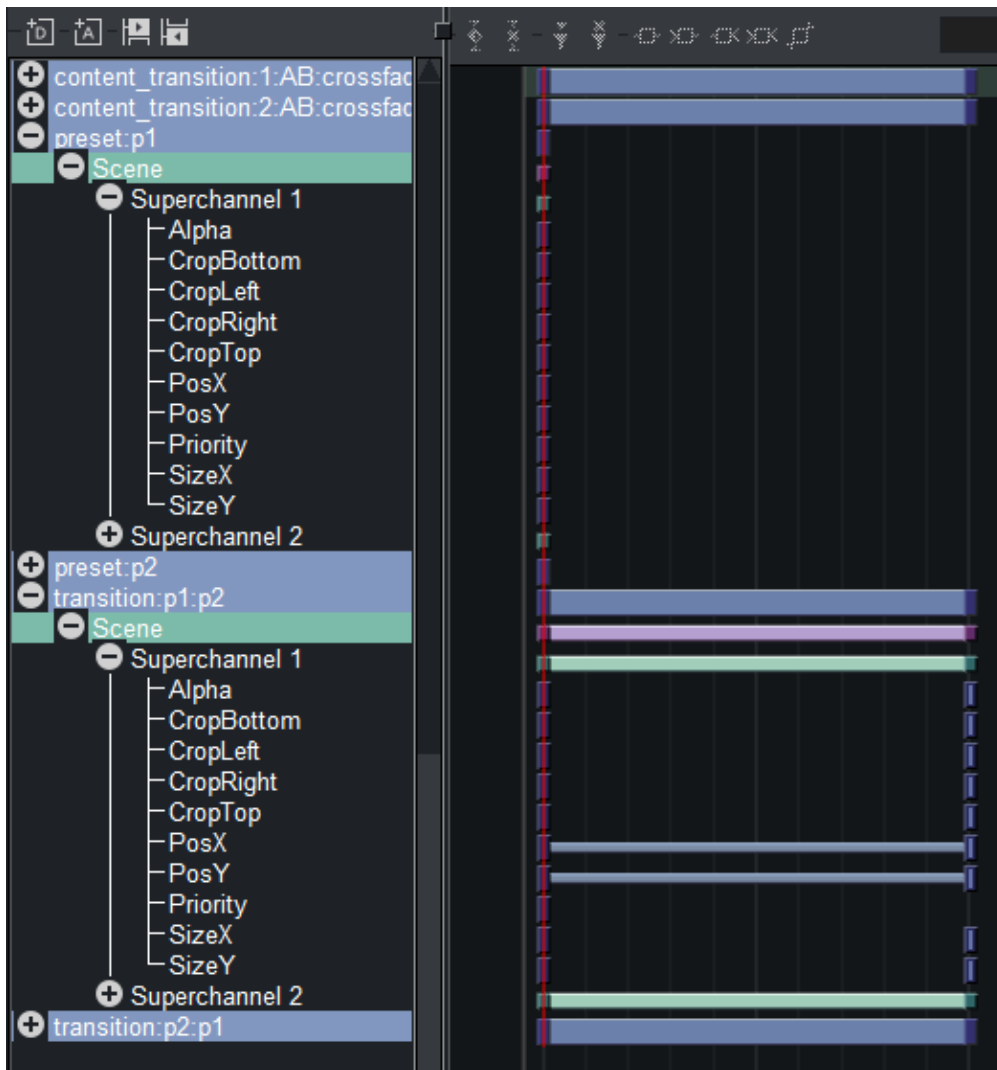 D A
content_transition:1:AB:crossfad
content_transition:2:AB:crossfad
preset:p1
Scene
Superchannel 1
Alpha
CropBottom
CropLeft
CropRight
CropTop
PosX
PosY
Priority
SizeX
SizeY
Superchannel 2
preset:p2
transition:p1:p2
Scene
Superchannel 1
Alpha
CropBottom
CropLeft
CropRight
CropTop
PosX
PosY
Priority
SizeX
SizeY
Superchannel 2
transition:p2:p1